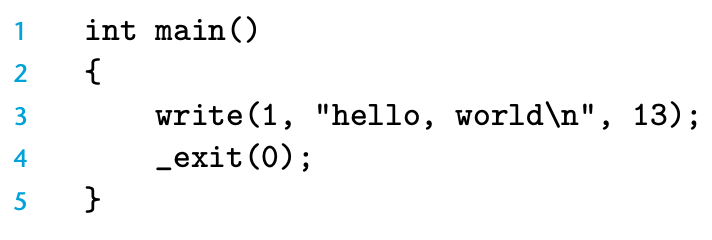 1 int main()
2 {
3 write(1, "hello, world\n", 13);
4 _exit(0);
5 }